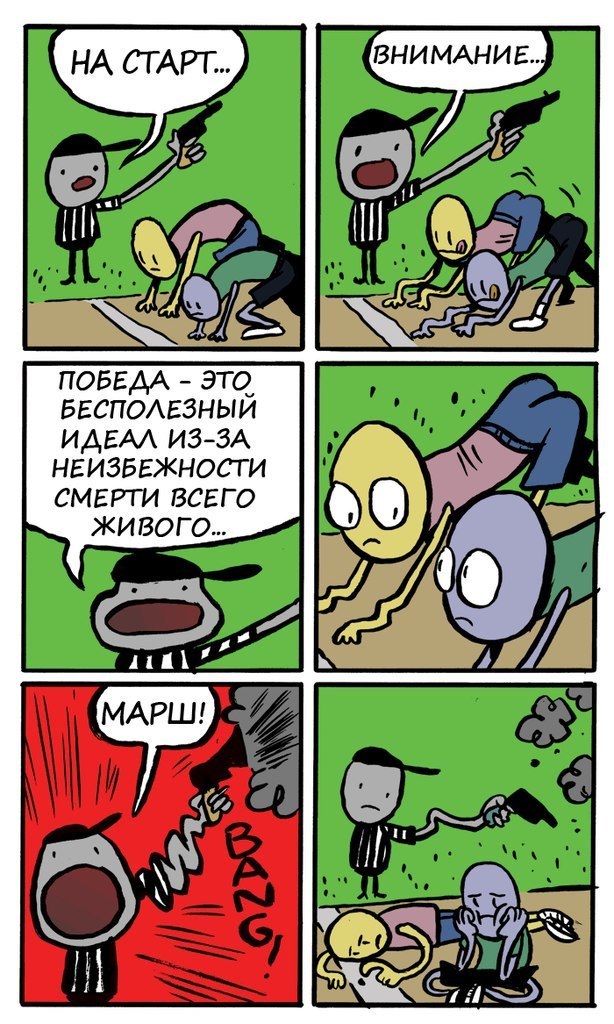 НА СТАРТ...
ВНИМАНИЕ...
ПОБЕДА - ЭТО
БЕСПОЛЕЗНЫЙ
ИДЕАЛ ИЗ-ЗА
НЕИЗБЕЖНОСТИ
СМЕРТИ ВСЕГО
ЖИВОГО...
МАРШ!
BANG!